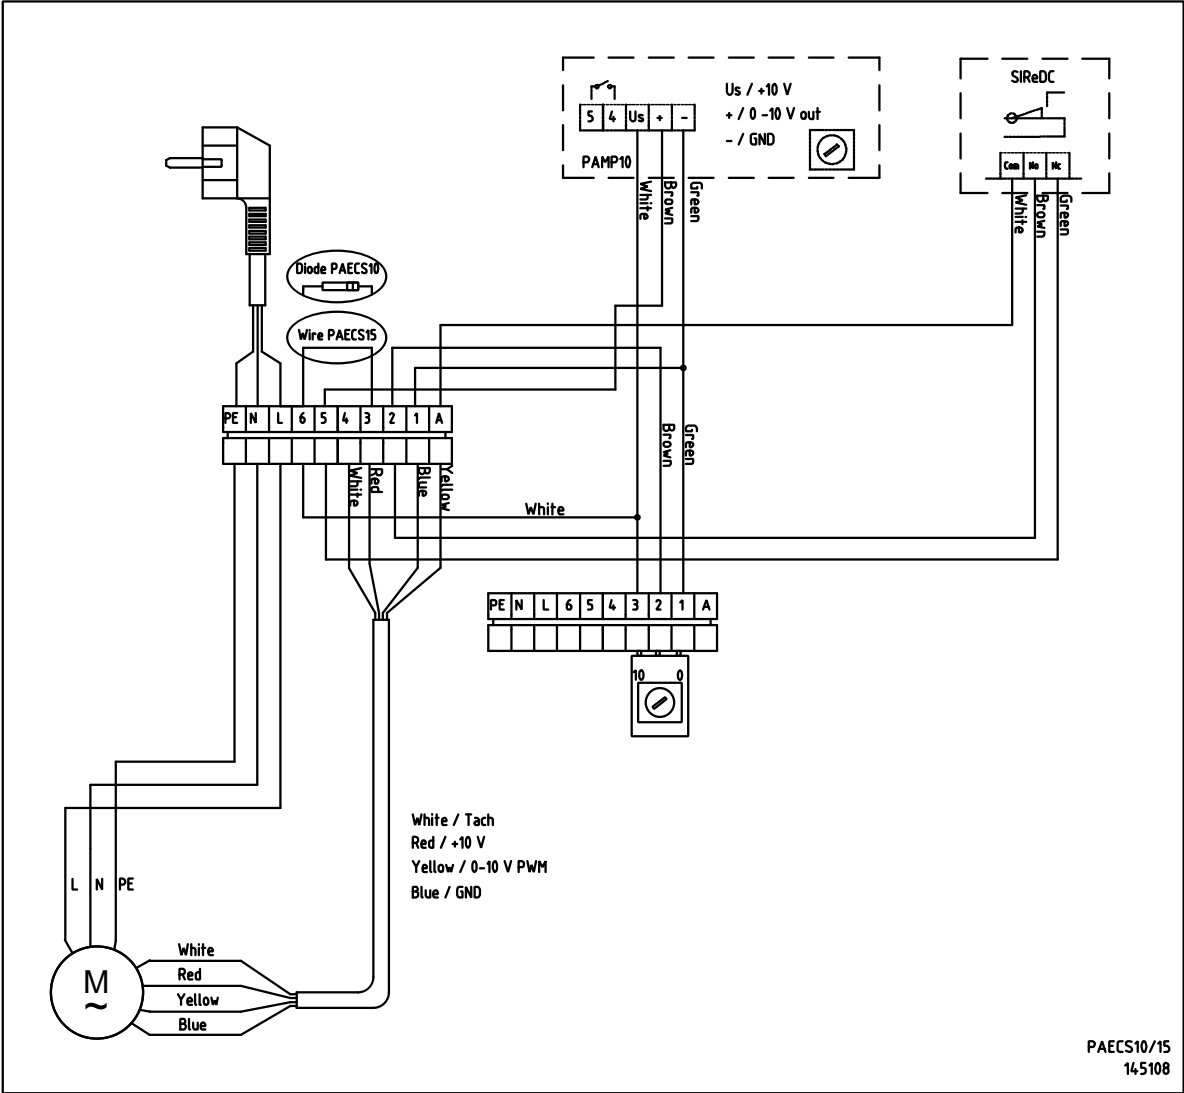 SIReDC
Us / +10 V
+ / 0 -10 V out
- / GND
5 4 Us + -
PAMP10
Com No Nc
White
Brown
Green
White
Brown
Green
Diode PAECS10
Wire PAECS15
PE N L 6 5 4 3 2 1 A
White
Red
Blue
Yellow
Brown
Green
White
PE N L 6 5 4 3 2 1 A
10 0
White / Tach
Red / +10 V
Yellow / 0-10 V PWM
Blue / GND
L N PE
M
~
White
Red
Yellow
Blue
PAECS10/15
145108